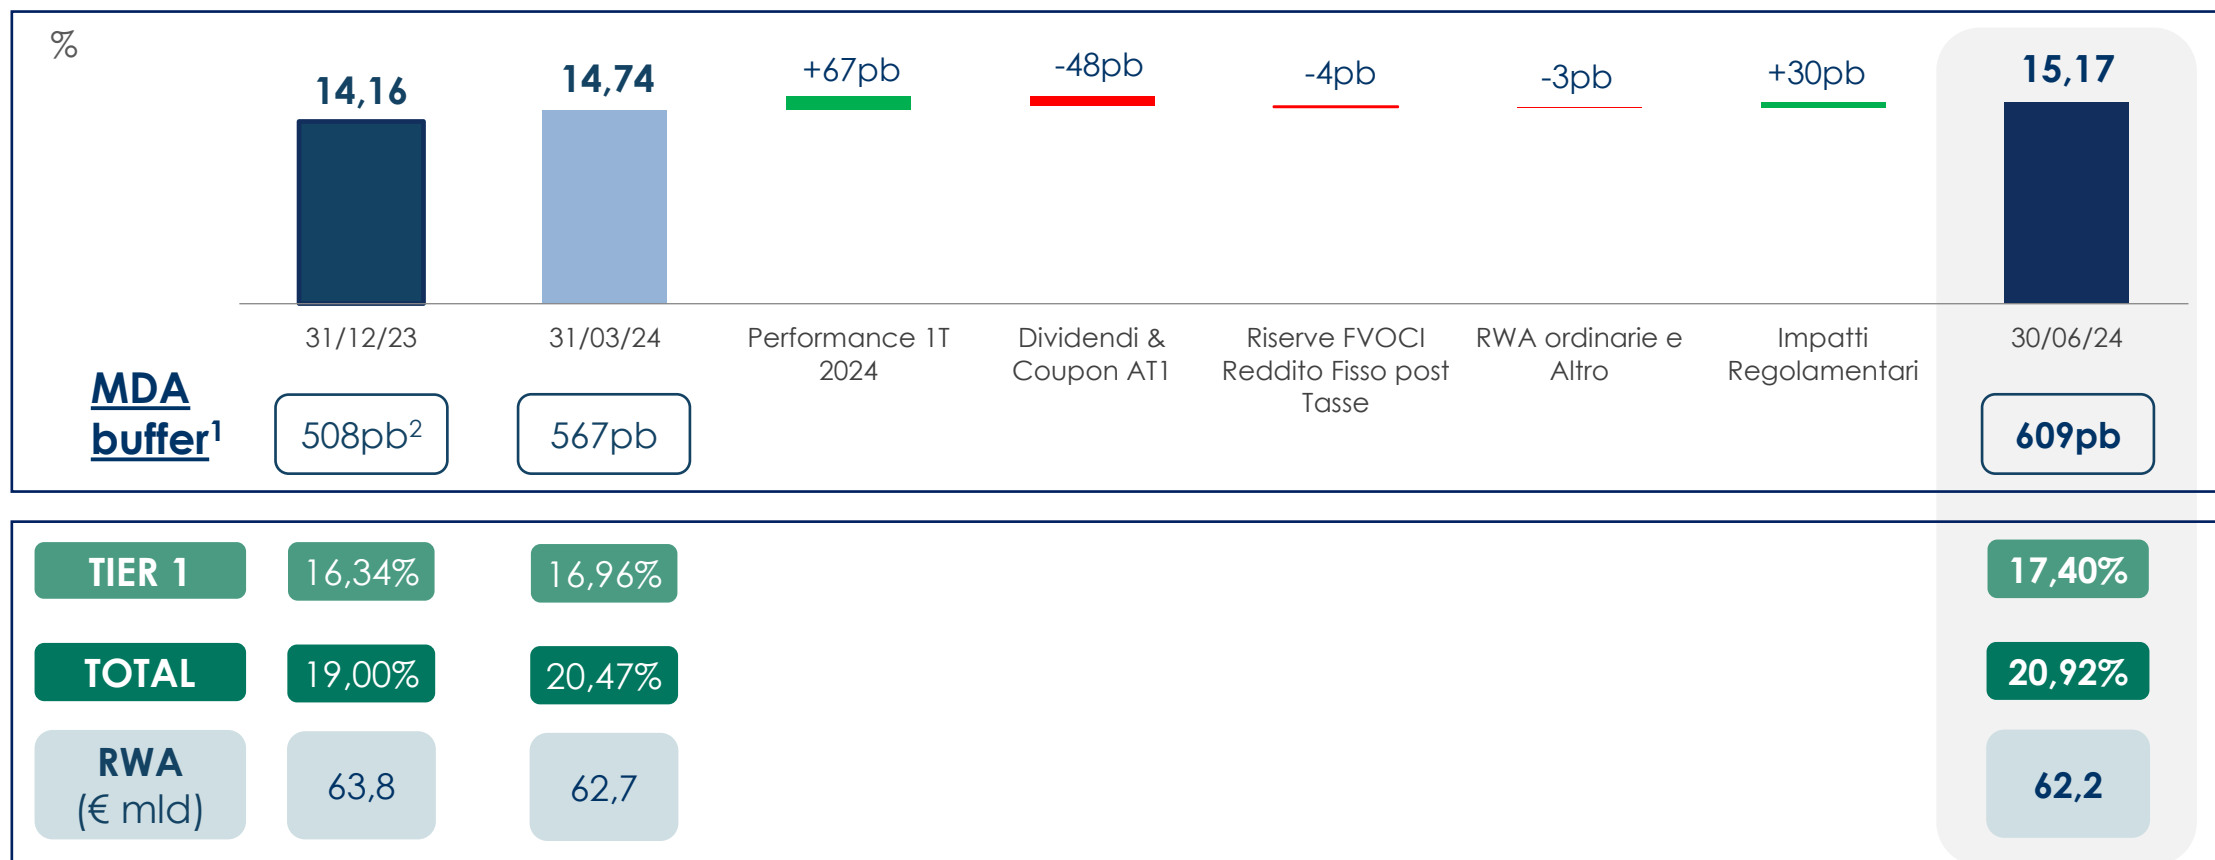 %
14,16
14,74
+67pb
-48pb
-4pb
-3pb
+30pb
15,17
31/12/23
31/03/24
Performance 1T
2024
Dividendi &
Coupon AT1
Riserve FVOCI
Reddito Fisso post
Tasse
RWA ordinarie e
Altro
Impatti
Regolamentari
30/06/24
MDA
buffer¹
508pb²
567pb
609pb
TIER 1
16,34%
16,96%
17,40%
TOTAL
19,00%
20,47%
20,92%
RWA
(€ mld)
63,8
62,7
62,2